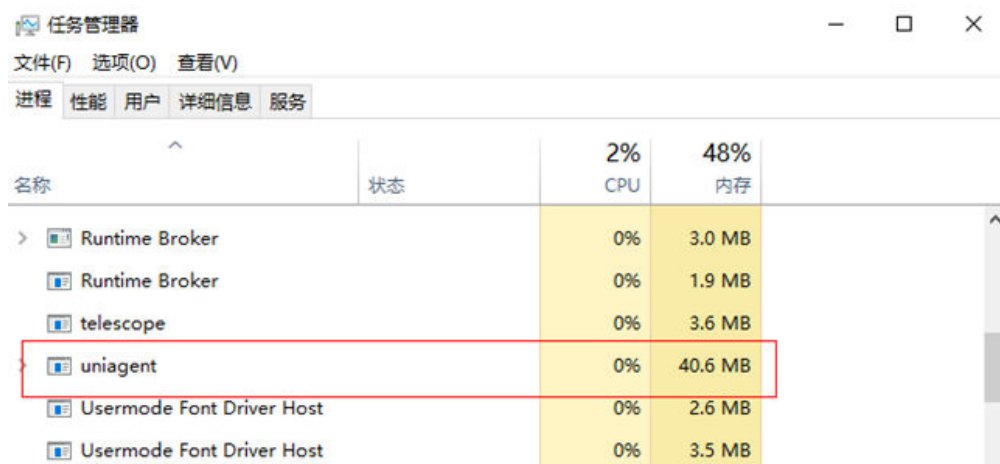 任务管理器
文件(F) 选项(O) 查看(V)
进程 性能 用户 详细信息 服务
2% 48%
名称 状态 CPU 内存
Runtime Broker 0% 3.0 MB
Runtime Broker 0% 1.9 MB
telescope 0% 3.6 MB
uniagent 0% 40.6 MB
Usermode Font Driver Host 0% 2.6 MB
Usermode Font Driver Host 0% 3.5 MB